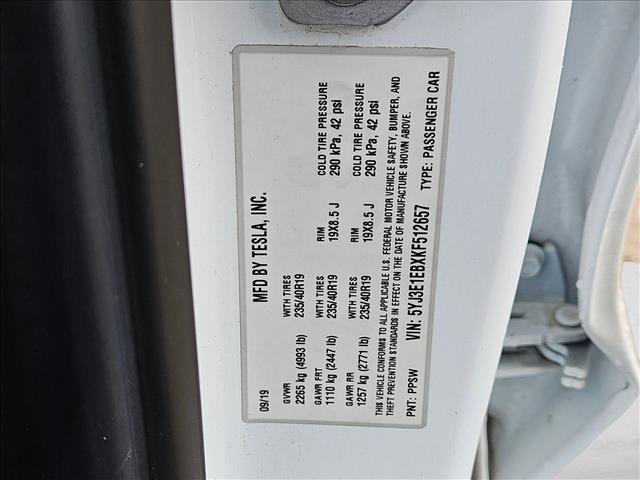 09/19 MFD BY TESLA, INC.
GVWR WITH TIRES RIM COLD TIRE PRESSURE
2265 kg (4993 lb) 235/40R19 19X8.5 J 290 kPa, 42 psi
GAWR FRT
1110 kg (2447 lb) 235/40R19
GAWR RR WITH TIRES RIM COLD TIRE PRESSURE
1257 kg (2771 lb) 235/40R19 19X8.5 J 290 kPa, 42 psi
THIS VEHICLE CONFORMS TO ALL APPLICABLE U.S. FEDERAL MOTOR VEHICLE SAFETY, BUMPER, AND
THEFT PREVENTION STANDARDS IN EFFECT ON THE DATE OF MANUFACTURE SHOWN ABOVE.
PNT: PPSW VIN: 5YJ3E1EBXKF512657 TYPE: PASSENGER CAR